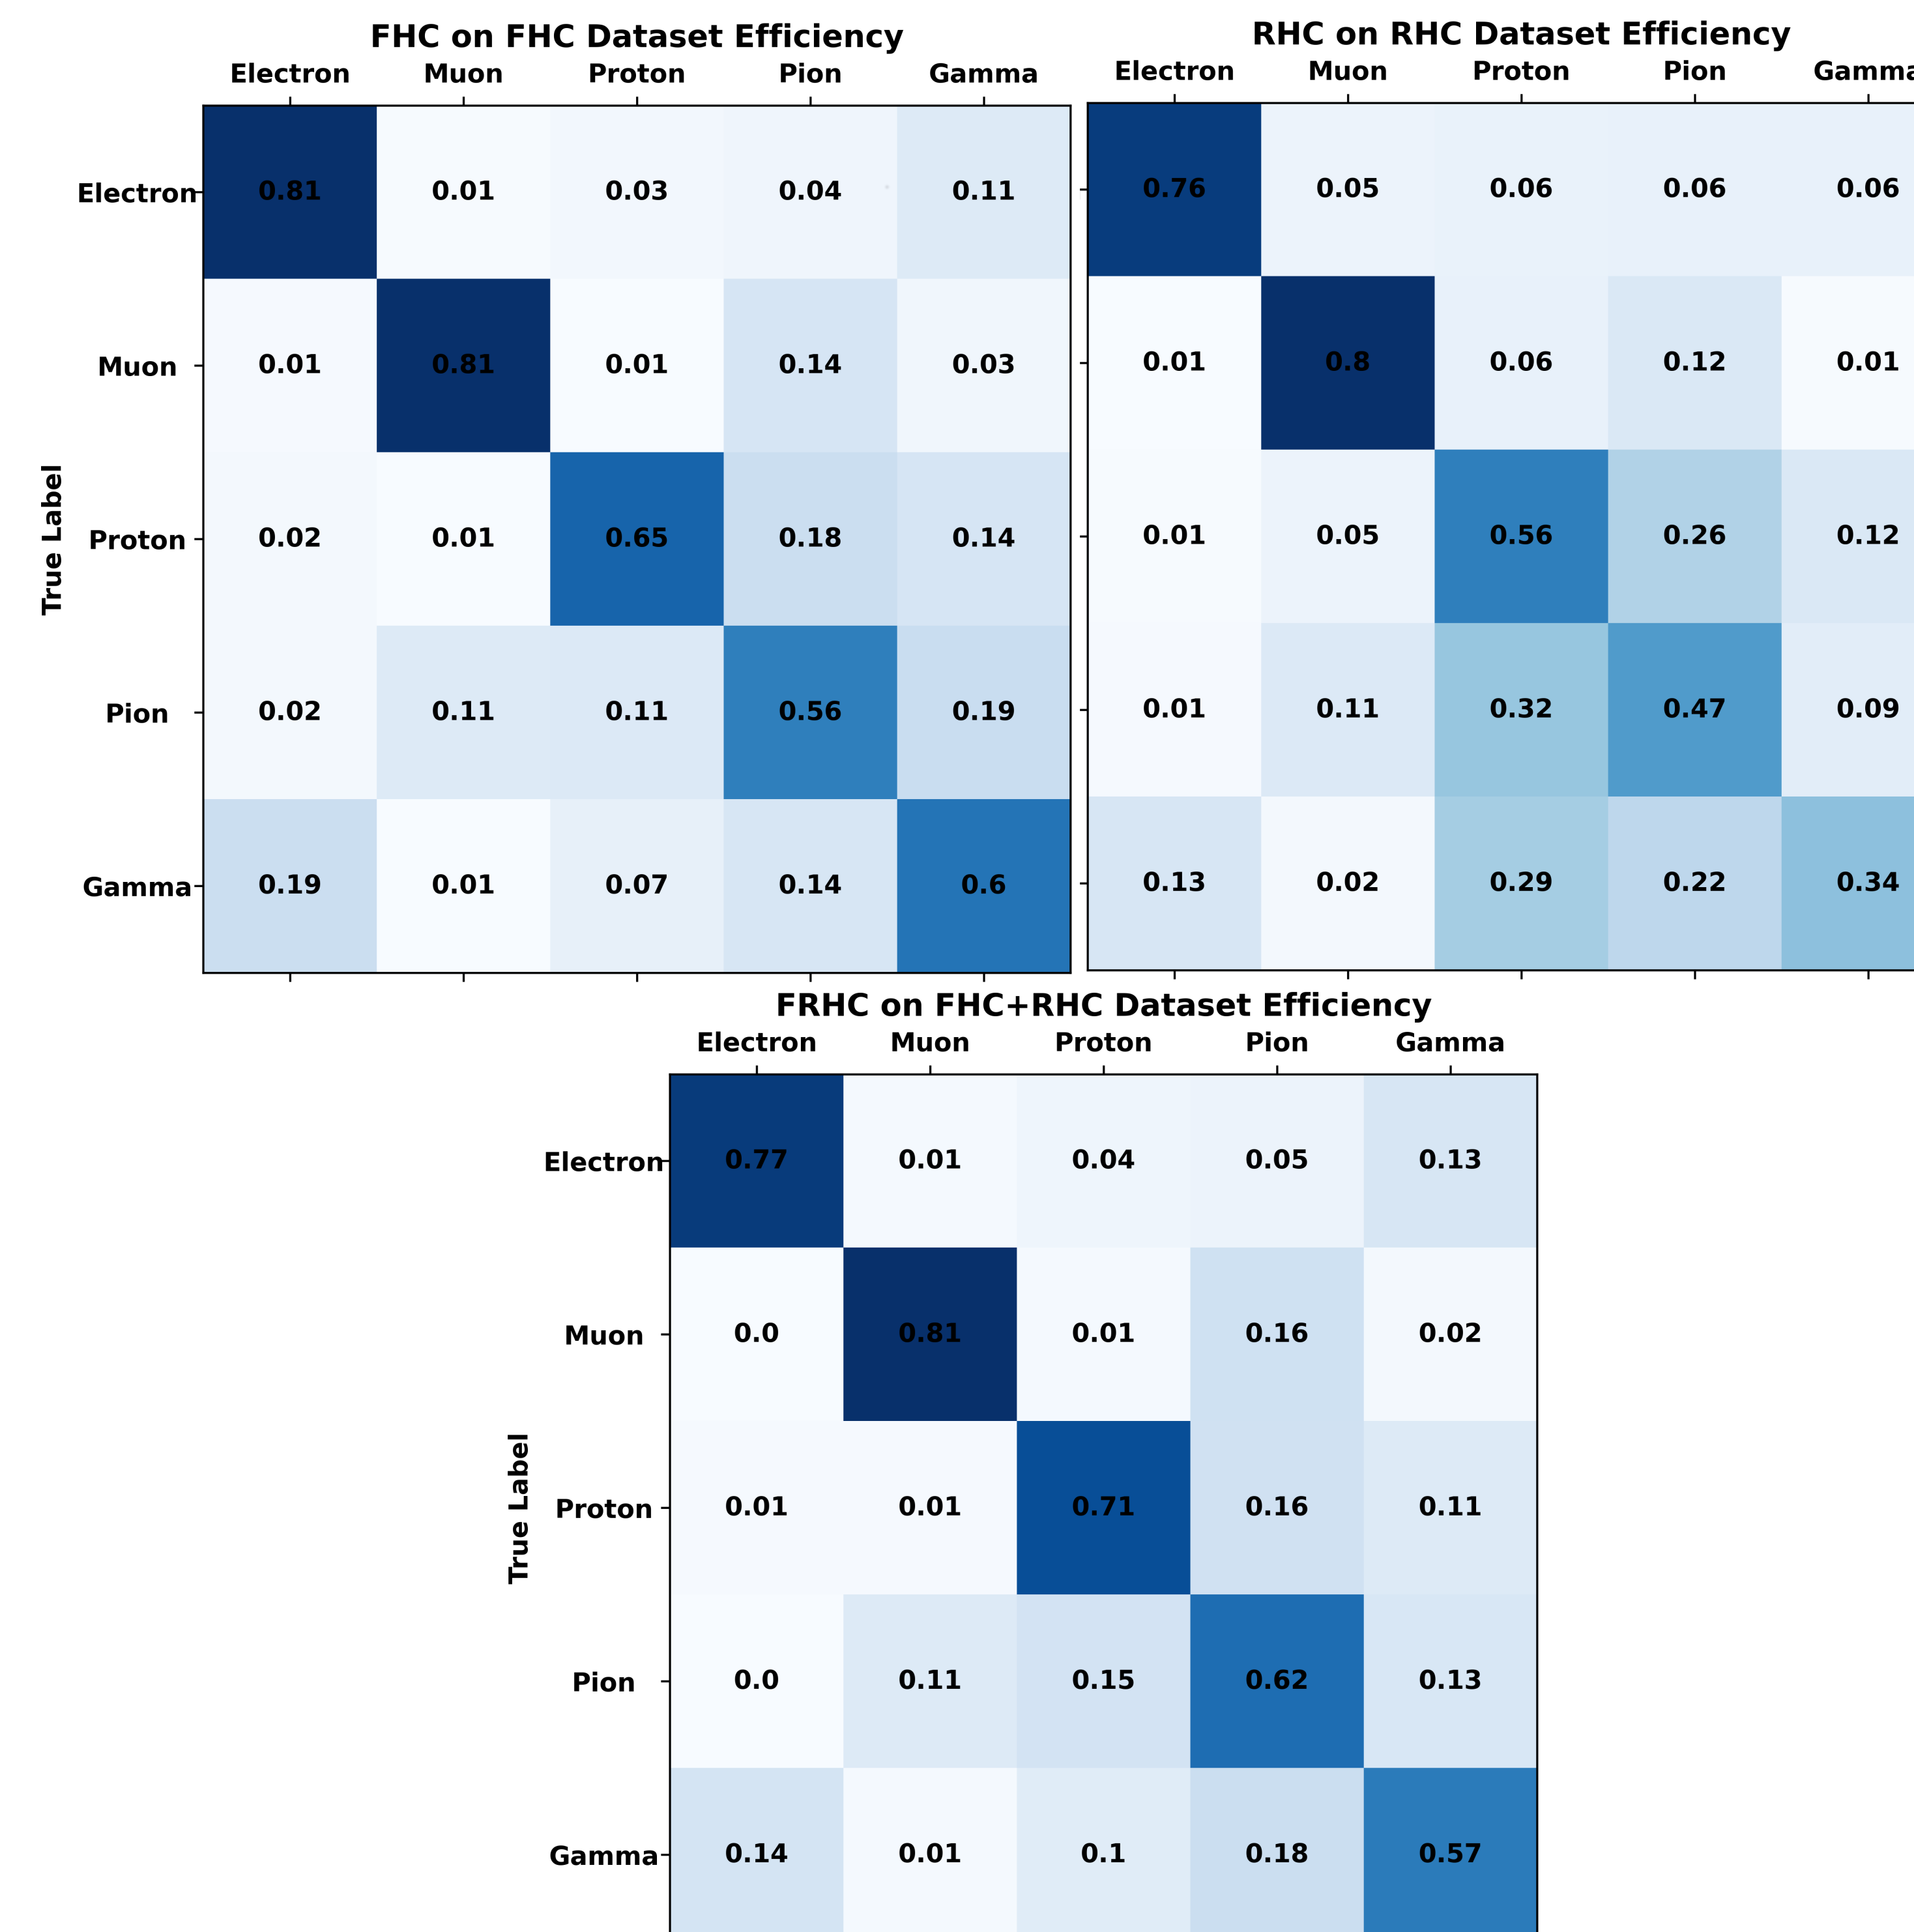 FHC on FHC Dataset Efficiency
Electron Muon Proton Pion Gamma
True Label
Electron 0.81 0.01 0.03 0.04 0.11
Muon 0.01 0.81 0.01 0.14 0.03
Proton 0.02 0.01 0.65 0.18 0.14
Pion 0.02 0.11 0.11 0.56 0.19
Gamma 0.19 0.01 0.07 0.14 0.6
RHC on RHC Dataset Efficiency
Electron Muon Proton Pion Gamma
0.76 0.05 0.06 0.06 0.06
0.01 0.8 0.06 0.12 0.01
0.01 0.05 0.56 0.26 0.12
0.01 0.11 0.32 0.47 0.09
0.13 0.02 0.29 0.22 0.34
FRHC on FHC+RHC Dataset Efficiency
Electron Muon Proton Pion Gamma
True Label
Electron 0.77 0.01 0.04 0.05 0.13
Muon 0.0 0.81 0.01 0.16 0.02
Proton 0.01 0.01 0.71 0.16 0.11
Pion 0.0 0.11 0.15 0.62 0.13
Gamma 0.14 0.01 0.1 0.18 0.57